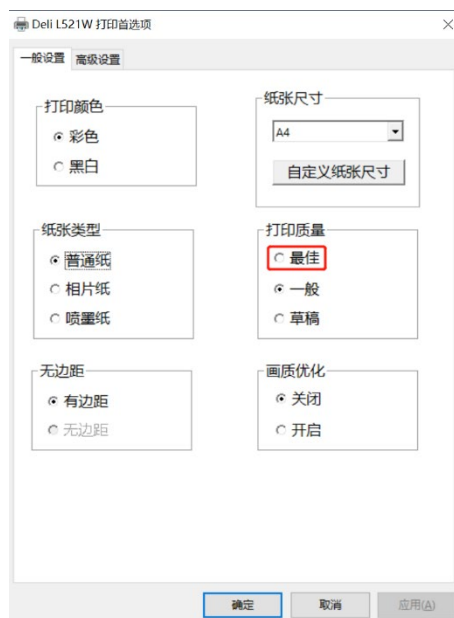 Deli L521W 打印首选项
一般设置 高级设置
打印颜色
彩色
黑白
纸张尺寸
A4
自定义纸张尺寸
纸张类型
普通纸
相片纸
喷墨纸
打印质量
最佳
一般
草稿
无边距
有边距
无边距
画质优化
关闭
开启
确定 取消 应用(A)